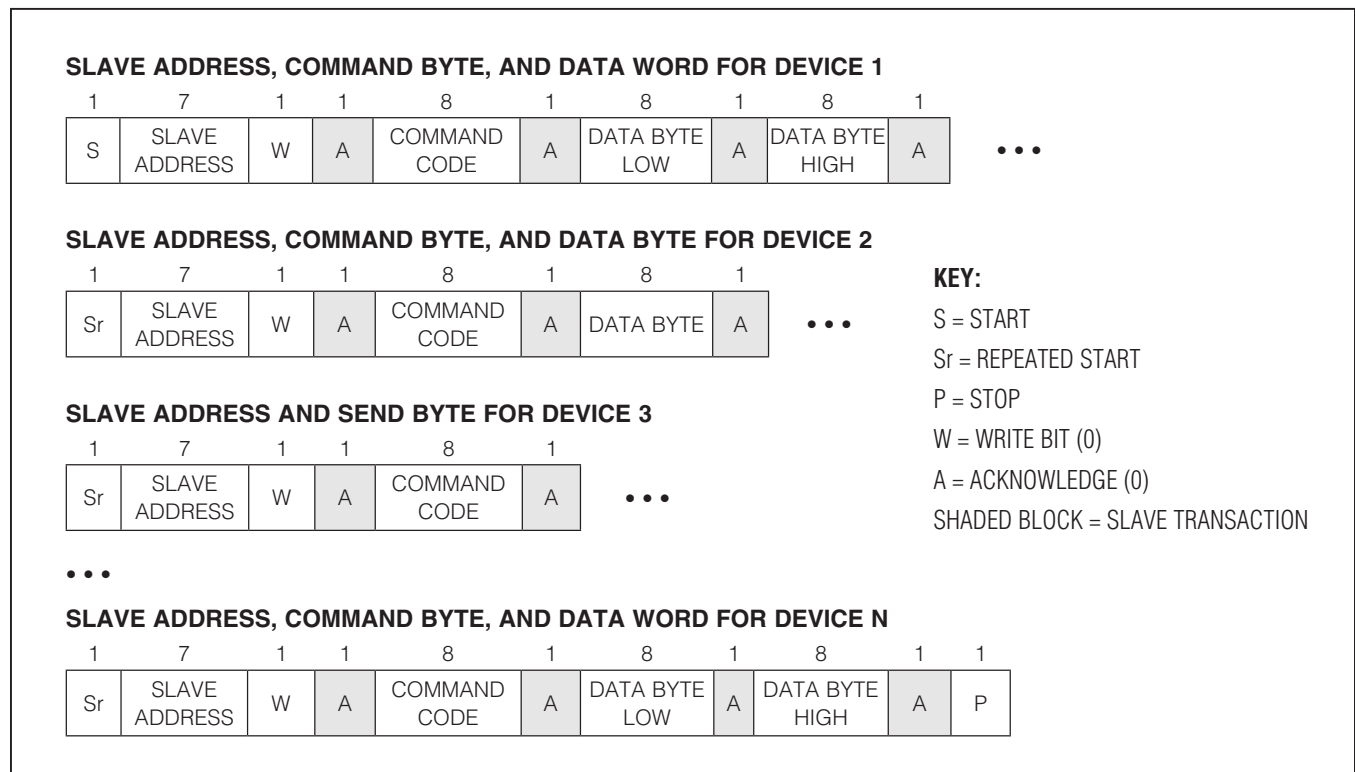 SLAVE ADDRESS, COMMAND BYTE, AND DATA WORD FOR DEVICE 1
1 7 1 1 8 1 8 1 8 1
S SLAVE ADDRESS W A COMMAND CODE A DATA BYTE LOW A DATA BYTE HIGH A •••
SLAVE ADDRESS, COMMAND BYTE, AND DATA BYTE FOR DEVICE 2
1 7 1 1 8 1 8 1
Sr SLAVE ADDRESS W A COMMAND CODE A DATA BYTE A •••
SLAVE ADDRESS AND SEND BYTE FOR DEVICE 3
1 7 1 1 8 1
Sr SLAVE ADDRESS W A COMMAND CODE A •••
•••
SLAVE ADDRESS, COMMAND BYTE, AND DATA WORD FOR DEVICE N
1 7 1 1 8 1 8 1 8 1 1
Sr SLAVE ADDRESS W A COMMAND CODE A DATA BYTE LOW A DATA BYTE HIGH A P
KEY:
S = START
Sr = REPEATED START
P = STOP
W = WRITE BIT (0)
A = ACKNOWLEDGE (0)
SHADED BLOCK = SLAVE TRANSACTION